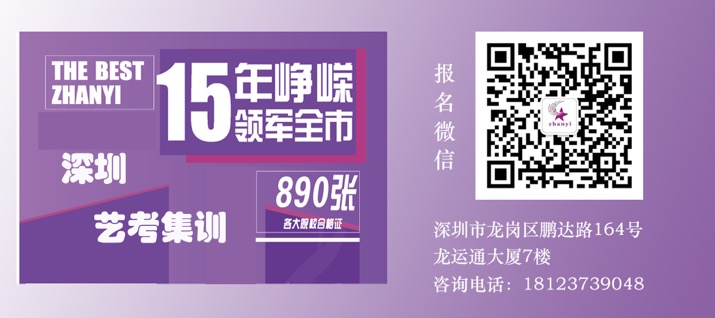 THE BEST
ZHANYI
15年峥嵘
领军全市
深圳
艺考集训
890张
各大院校合格证
报名微信
zhanyi
深圳市龙岗区鹏达路164号
龙运通大厦7楼
咨询电话：18123739048